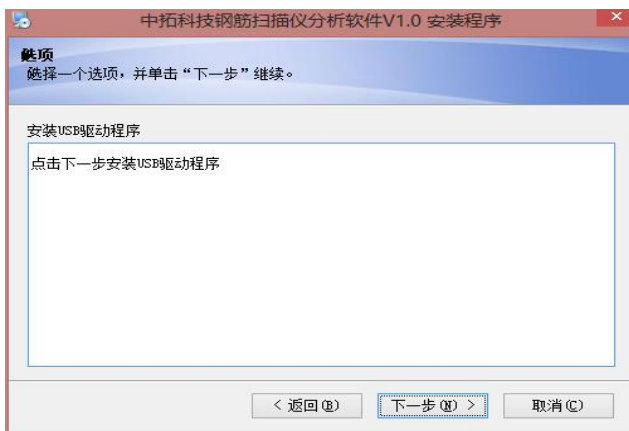 中拓科技钢筋扫描仪分析软件V1.0 安装程序
选项
选择一个选项，并单击“下一步”继续。
安装USB驱动程序
点击下一步安装USB驱动程序
< 返回(B)
下一步(N) >
取消(C)